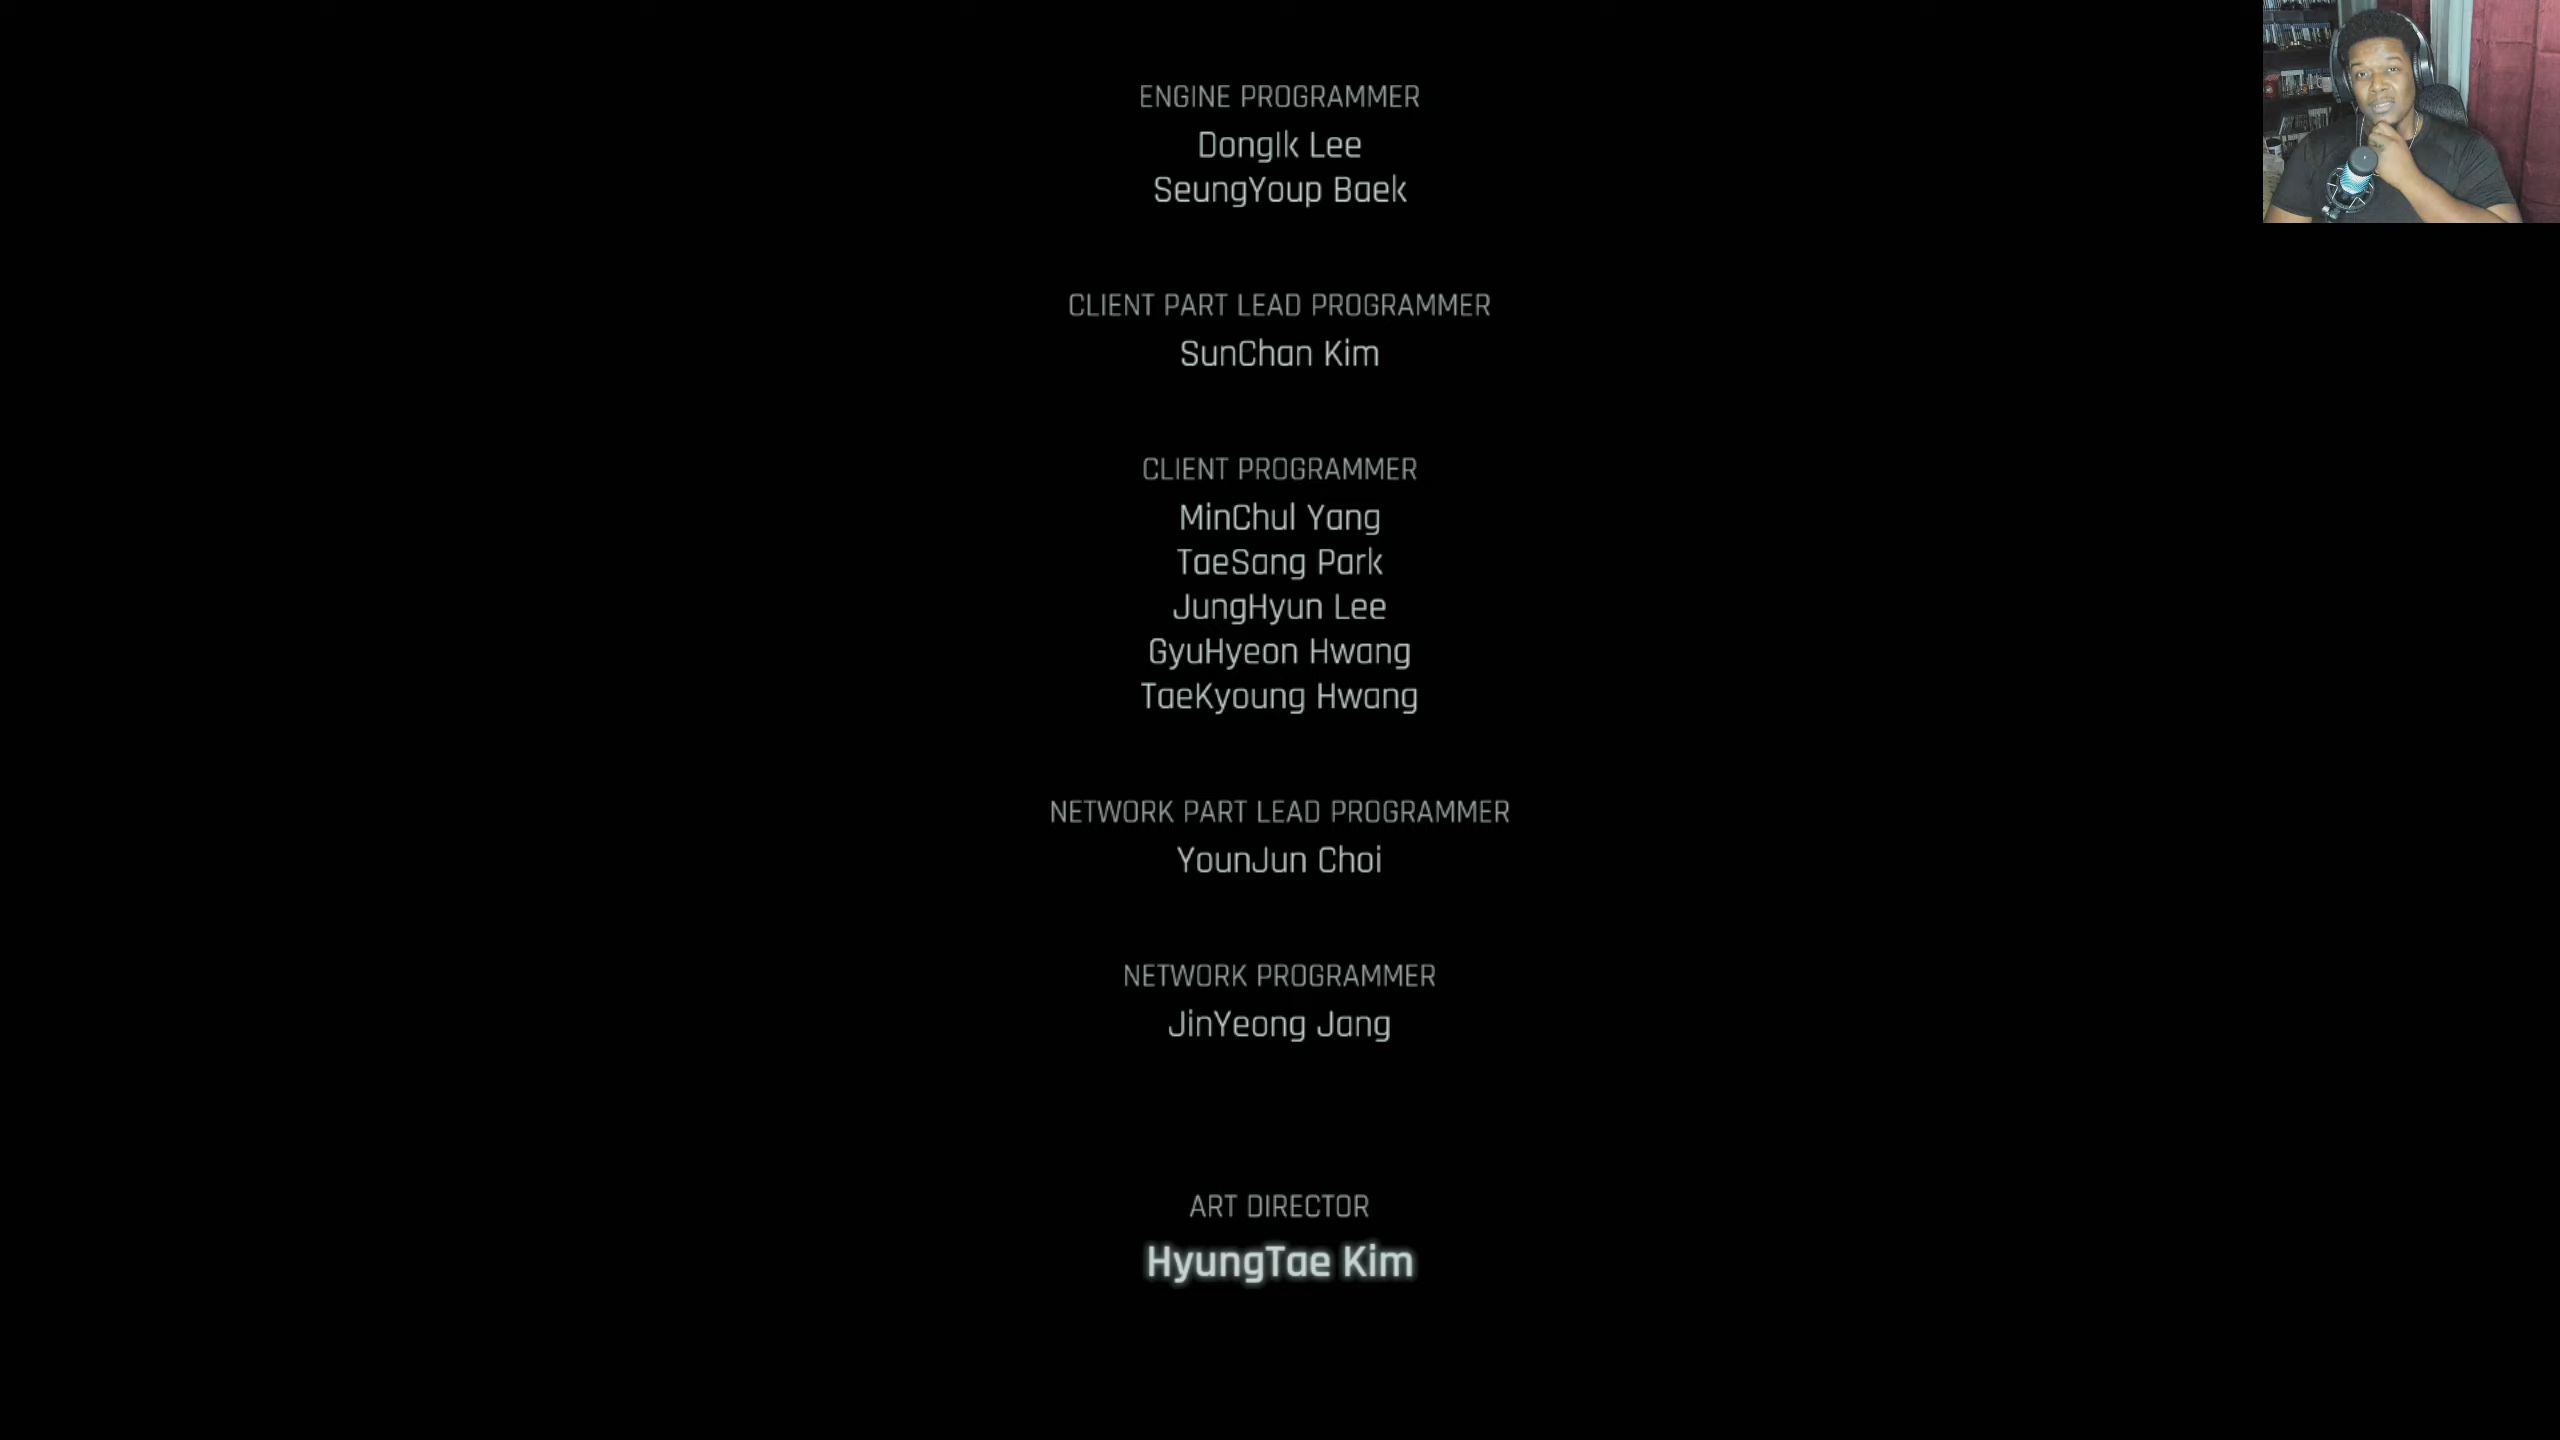 ENGINE PROGRAMMER
DongIk Lee
SeungYoup Baek
CLIENT PART LEAD PROGRAMMER
SunChan Kim
CLIENT PROGRAMMER
MinChul Yang
TaeSang Park
JungHyun Lee
GyuHyeon Hwang
TaeKyoung Hwang
NETWORK PART LEAD PROGRAMMER
YounJun Choi
NETWORK PROGRAMMER
JinYeong Jang
ART DIRECTOR
HyungTae Kim